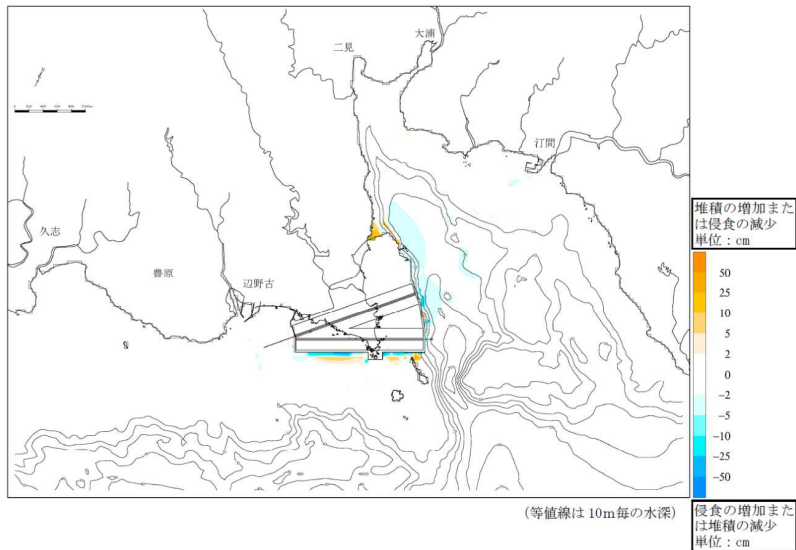 大浦
二見
汀間
久志
豊原
辺野古
堆積の増加また
は侵食の減少
単位：cm
50
25
10
5
2
0
−2
−5
−10
−25
−50
侵食の増加また
は堆積の減少
単位：cm
(等値線は 10m毎の水深)